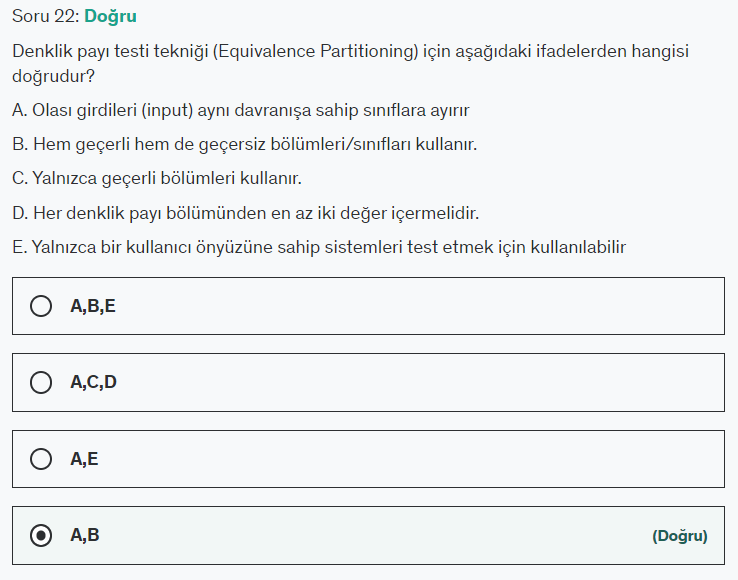 Soru 22: Doğru
Denklik payı testi tekniği (Equivalence Partitioning) için aşağıdaki ifadelerden hangisi
doğrudur?
A. Olası girdileri (input) aynı davranışa sahip sınıflara ayırır
B. Hem geçerli hem de geçersiz bölümleri/sınıfları kullanır.
C. Yalnızca geçerli bölümleri kullanır.
D. Her denklik payı bölümünden en az iki değer içermelidir.
E. Yalnızca bir kullanıcı önyüzüne sahip sistemleri test etmek için kullanılabilir
A,B,E
A,C,D
A,E
A,B (Doğru)